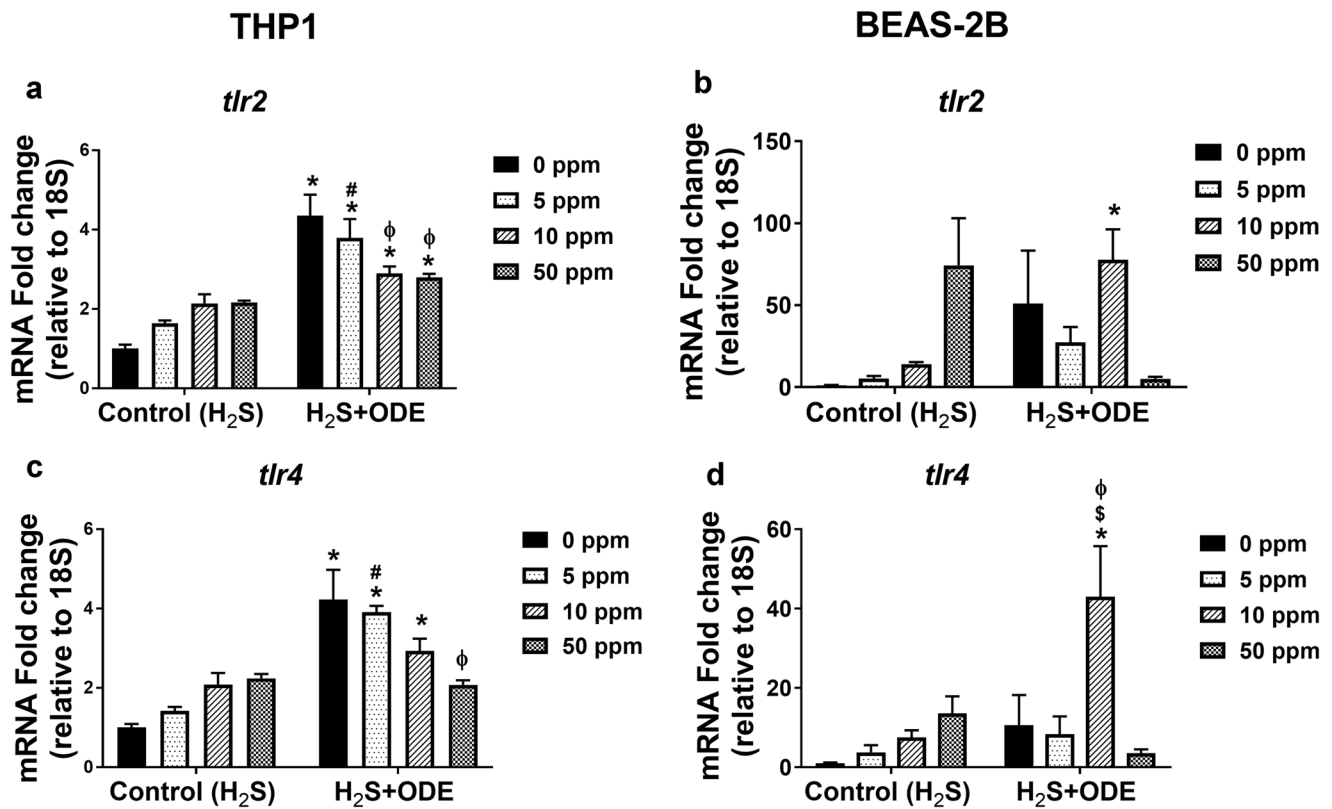 THP1
BEAS-2B
a
tlr2
mRNA Fold change
(relative to 18S)
6
4
2
0
*
#
*
ϕ
*
ϕ
*
Control (H₂S)
H₂S+ODE
0 ppm
5 ppm
10 ppm
50 ppm
b
tlr2
mRNA Fold change
(relative to 18S)
150
100
50
0
*
Control (H₂S)
H₂S+ODE
0 ppm
5 ppm
10 ppm
50 ppm
c
tlr4
mRNA Fold change
(relative to 18S)
6
4
2
0
*
#
*
*
ϕ
Control (H₂S)
H₂S+ODE
0 ppm
5 ppm
10 ppm
50 ppm
d
tlr4
mRNA Fold change
(relative to 18S)
60
40
20
0
ϕ
$
*
Control (H₂S)
H₂S+ODE
0 ppm
5 ppm
10 ppm
50 ppm